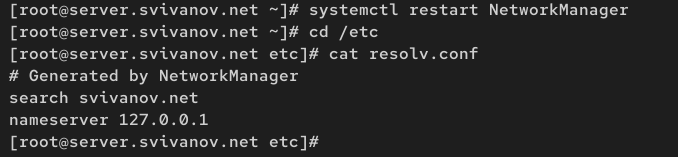 [root@server.svivanov.net ~]# systemctl restart NetworkManager
[root@server.svivanov.net ~]# cd /etc
[root@server.svivanov.net etc]# cat resolv.conf
# Generated by NetworkManager
search svivanov.net
nameserver 127.0.0.1
[root@server.svivanov.net etc]#